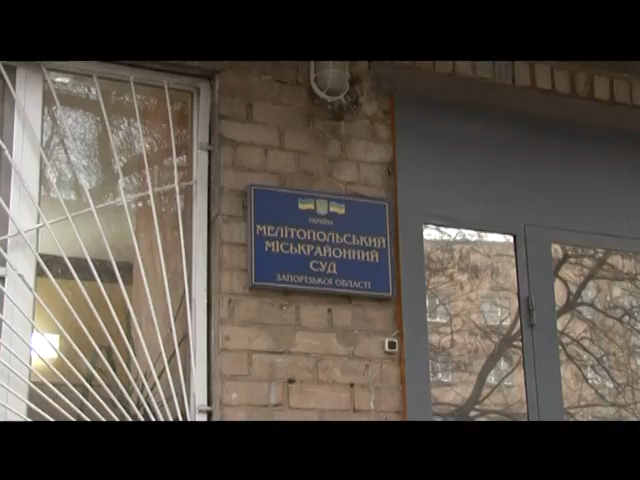 УКРАЇНА
МЕЛІТОПОЛЬСЬКИЙ
МІСЬКРАЙОННИЙ
СУД
ЗАПОРІЗЬКОЇ ОБЛАСТІ